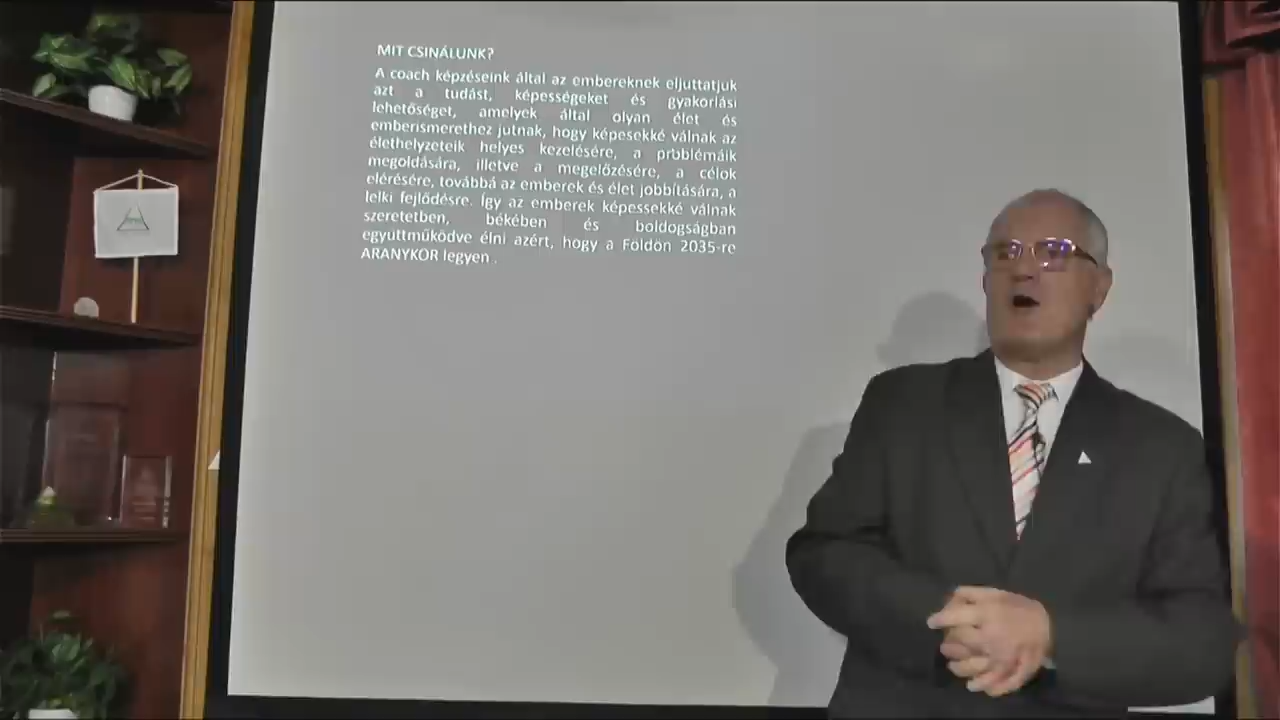 MIT CSINÁLUNK?
A coach képzéseink által az embereknek eljuttatjuk
azt a tudást, képességeket és gyakorlási
lehetőséget, amelyek által olyan élet és
emberismerethez jutnak, hogy képesekké válnak az
élethelyzeteik helyes kezelésére, a problémáik
megoldására, illetve a megelőzésére, a célok
elérésére, továbbá az emberek és élet jobbítására, a
lelki fejlődésre. Így az emberek képessekké válnak
szeretetben, békében és boldogságban
együttműködve élni azért, hogy a Földön 2035-re
ARANYKOR legyen .